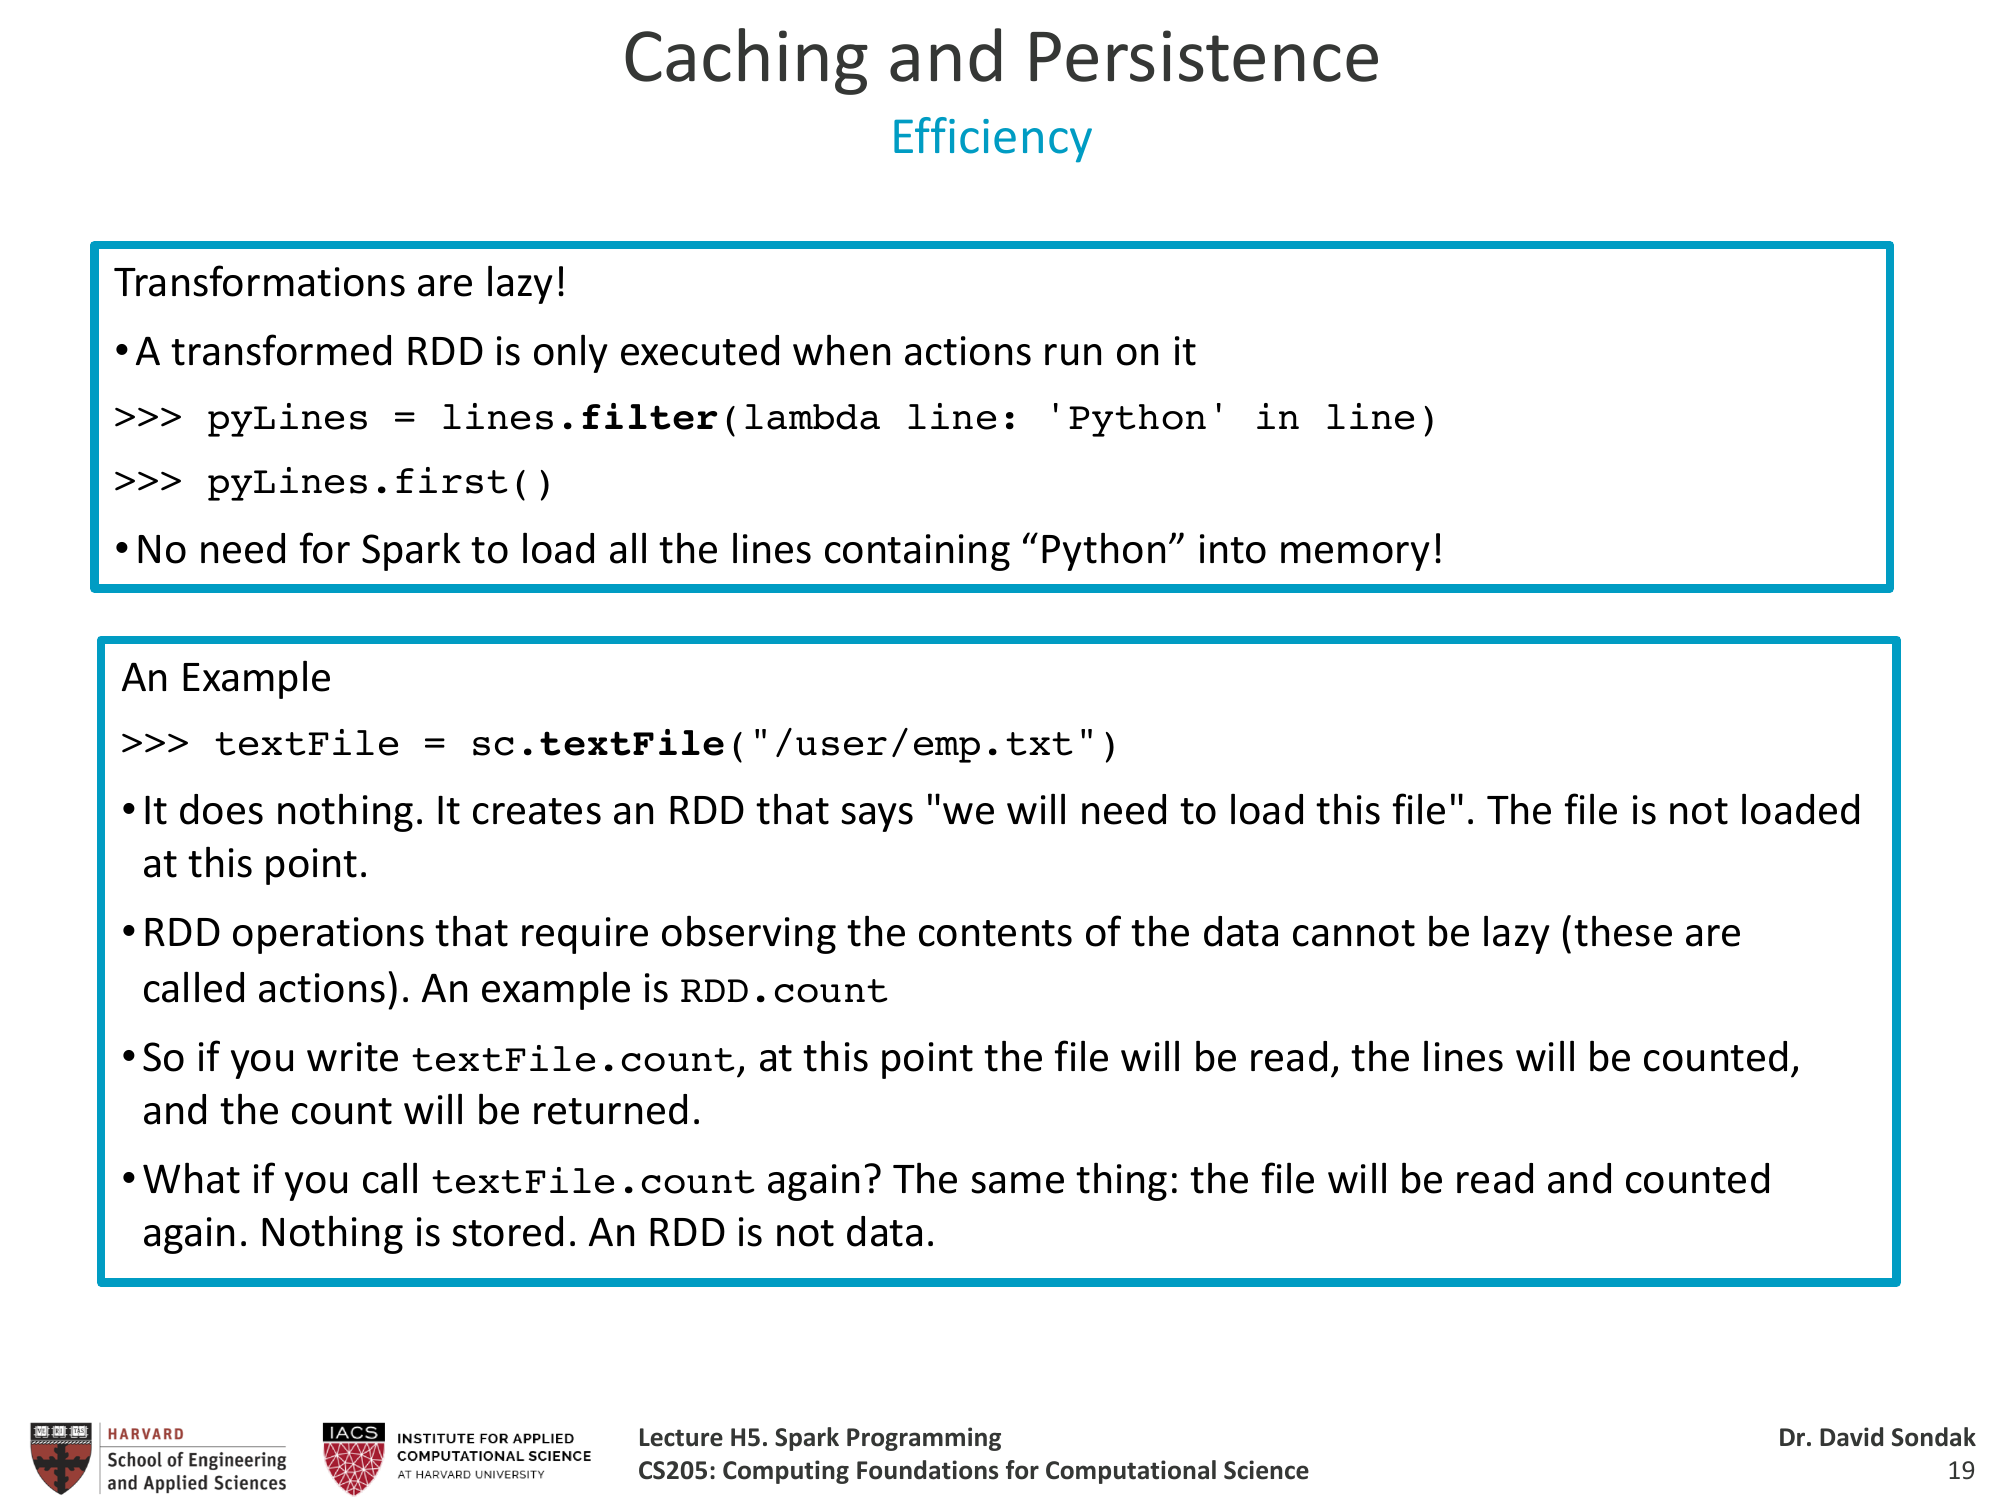 Caching and Persistence
Efficiency
Transformations are lazy!
•A transformed RDD is only executed when actions run on it
>>> pyLines = lines.filter(lambda line: 'Python' in line)
>>> pyLines.first()
•No need for Spark to load all the lines containing “Python” into memory!
An Example
>>> textFile = sc.textFile("/user/emp.txt")
•It does nothing. It creates an RDD that says "we will need to load this file". The file is not loaded
at this point.
•RDD operations that require observing the contents of the data cannot be lazy (these are
called actions). An example is RDD.count
•So if you write textFile.count, at this point the file will be read, the lines will be counted,
and the count will be returned.
•What if you call textFile.count again? The same thing: the file will be read and counted
again. Nothing is stored. An RDD is not data.
HARVARD
School of Engineering
and Applied Sciences
IACS
INSTITUTE FOR APPLIED
COMPUTATIONAL SCIENCE
AT HARVARD UNIVERSITY
Lecture H5. Spark Programming
CS205: Computing Foundations for Computational Science
Dr. David Sondak
19